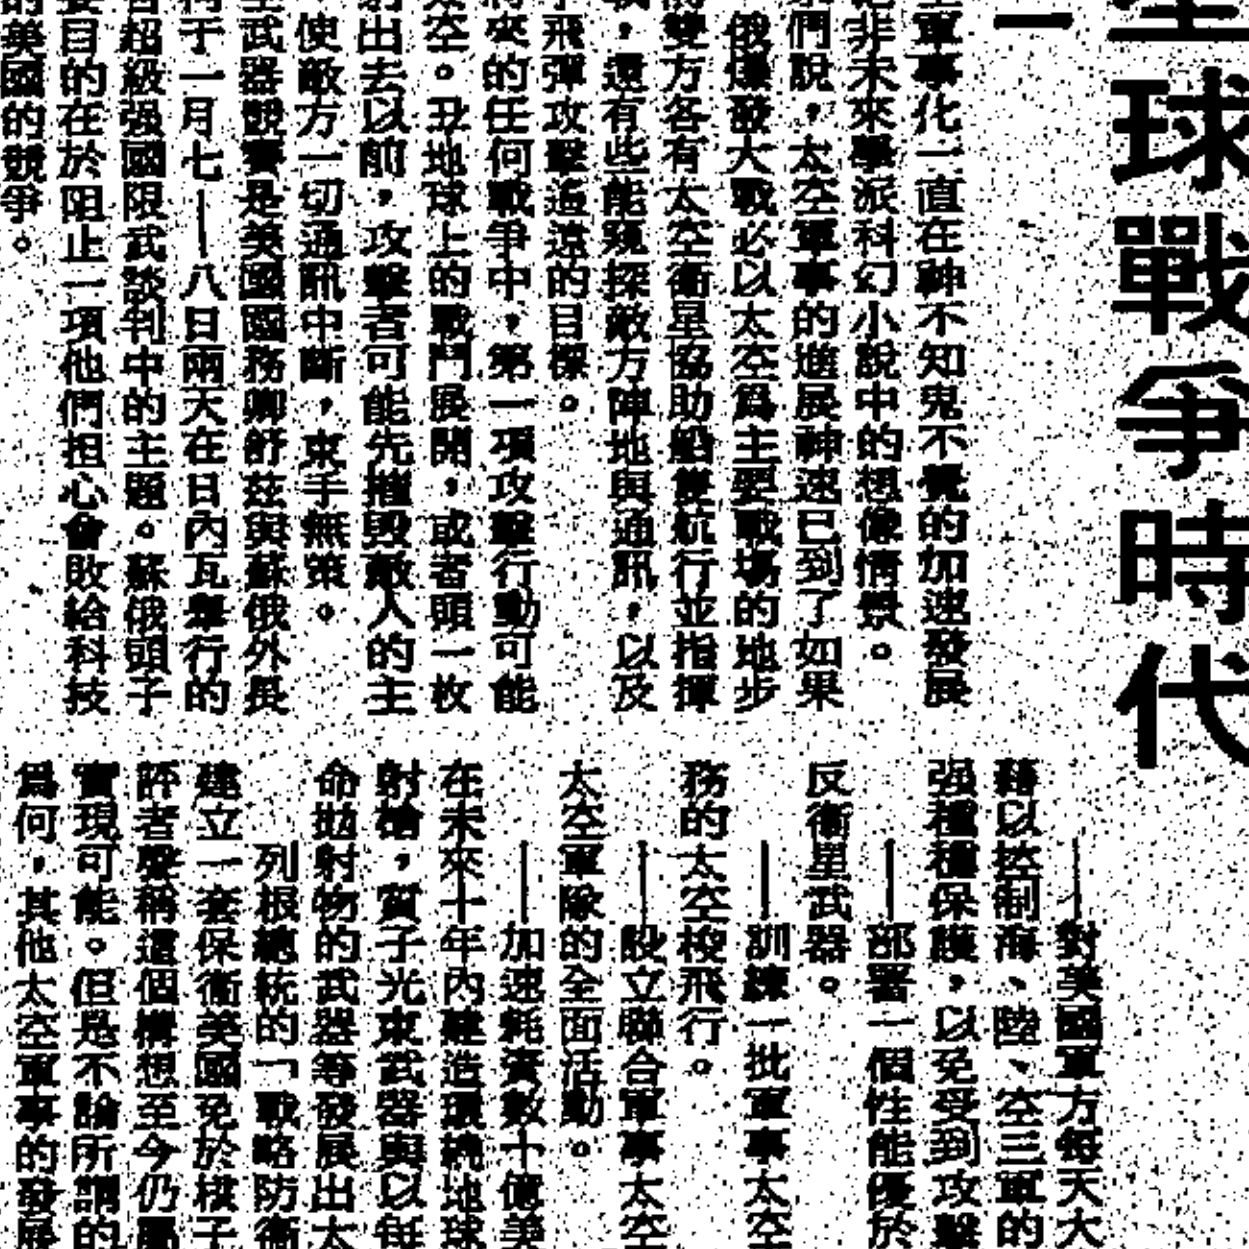 球戰爭時代
一
軍事化一直在神不知鬼不覺的加速發展
非未來學派科幻小說中的想像情景。
們說，太空軍事的進展神速已到了如果
俄爆發大戰必以太空爲主要戰場的地步
雙方各有太空衛星協助船隻航行並指揮
，還有些能窺探敵方陣地與通訊，以及
飛彈攻擊遙遠的目標。
來的任何戰爭中，第一項攻擊行動可能
空。丑地球上的戰鬥展開，或者頭一枚
出去以前，攻擊者可能先摧毀敵人的主
使敵方一切通訊中斷，束手無策。
武器競賽是美國國務卿舒茲與蘇俄外長
于一月七—八日兩天在日內瓦舉行的
超級强國限武談判中的主題。蘇俄頭子
目的在於阻止一項他們担心會敗給科技
的美國的競爭。
——對美國軍方每天大
藉以控制海、陸、空三軍的
强種種保護，以免受到攻擊
——部署一個性能優於
反衛星武器。
——訓練一批軍事太空
務的太空梭飛行。
——設立聯合軍事太空
太空軍隊的全面活動。
——加速耗資數十億美
在未來十年內建造環繞地球
射槍，質子光束武器與以每
命拋射物的武器等發展出太
列根總統的「戰略防衛
建立一套保衛美國免於核子
評者聲稱這個構想至今仍屬
實現可能。但是不論所謂的
爲何，其他太空軍事的發展